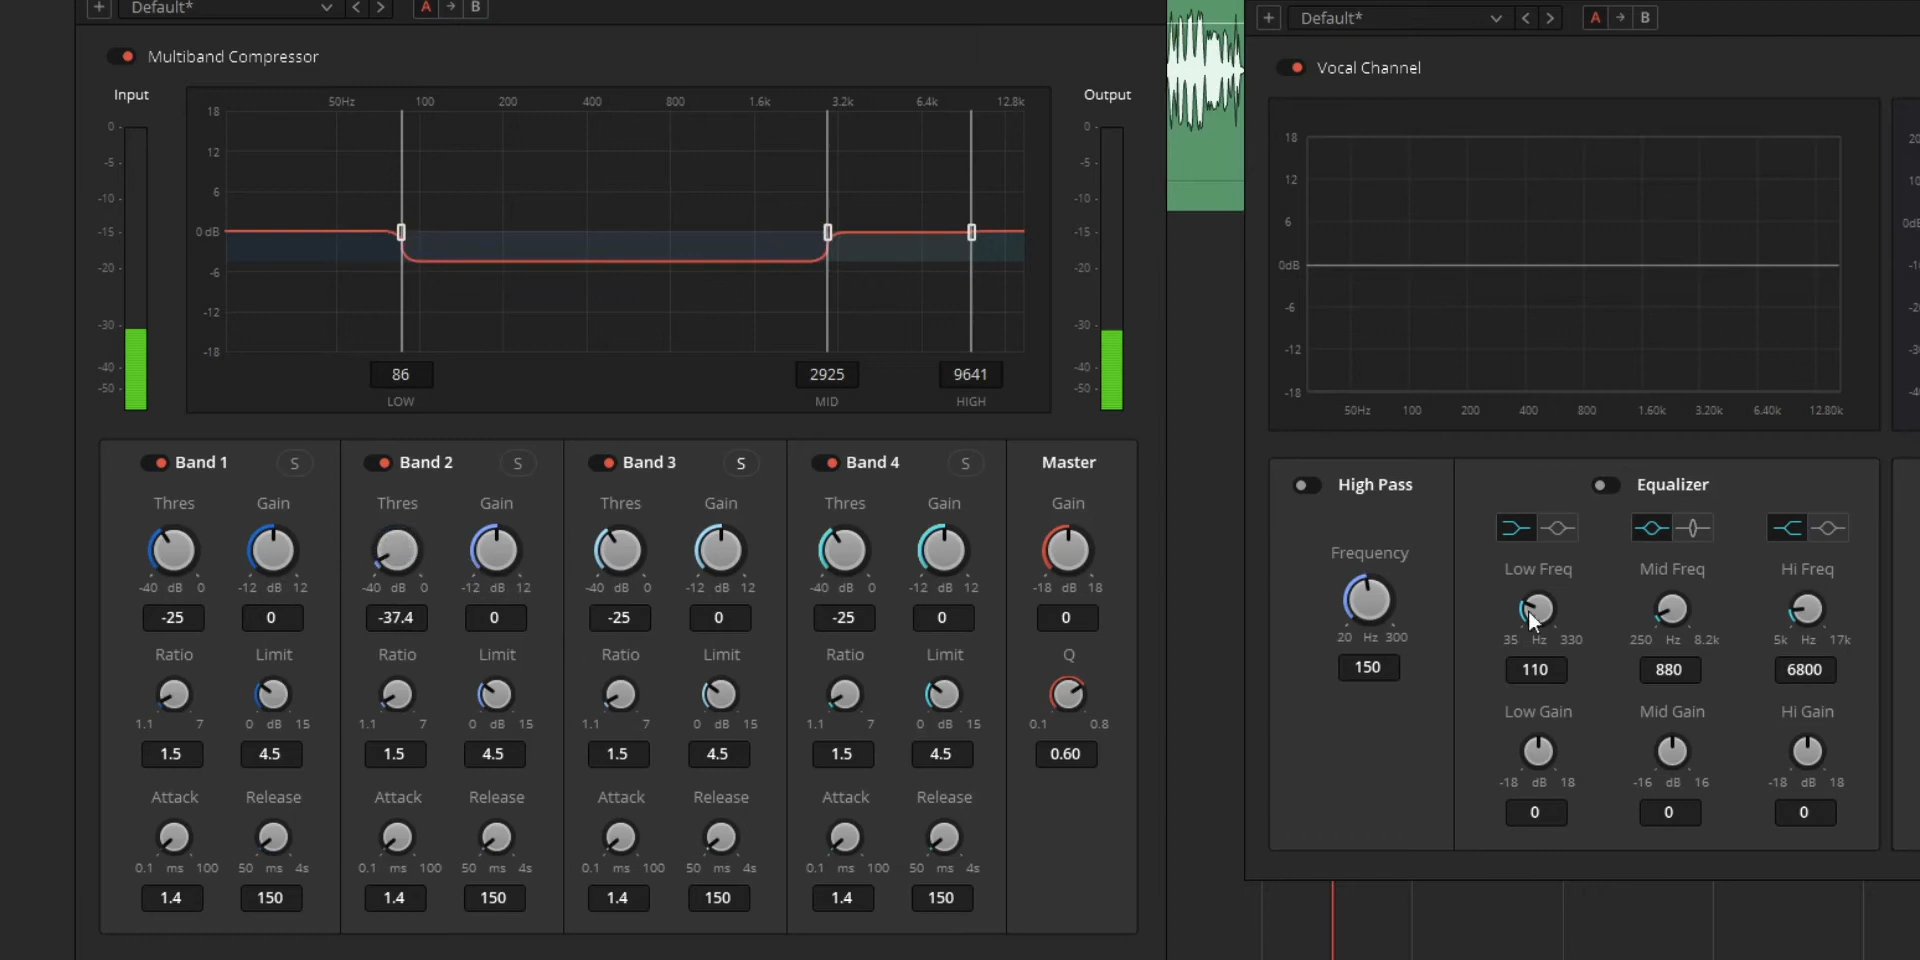 + Default* < > A → B
Multiband Compressor
Input
Output
50Hz 100 200 400 800 1.6k 3.2k 6.4k 12.8k
18
12
6
0 dB
-6
-12
-18
0
-5
-10
-15
-20
-30
-40
-50
0
-5
-10
-15
-20
-30
-40
-50
86 2925 9641
LOW MID HIGH
Band 1 S Band 2 S Band 3 S Band 4 S Master
Thres Gain Thres Gain Thres Gain Thres Gain Gain
-40 dB 0 -12 dB 12 -40 dB 0 -12 dB 12 -40 dB 0 -12 dB 12 -40 dB 0 -12 dB 12 -18 dB 18
-25 0 -37.4 0 -25 0 -25 0 0
Ratio Limit Ratio Limit Ratio Limit Ratio Limit Q
1.1 7 0 dB 15 1.1 7 0 dB 15 1.1 7 0 dB 15 1.1 7 0 dB 15 0.1 0.8
1.5 4.5 1.5 4.5 1.5 4.5 1.5 4.5 0.60
Attack Release Attack Release Attack Release Attack Release
0.1 ms 100 50 ms 4s 0.1 ms 100 50 ms 4s 0.1 ms 100 50 ms 4s 0.1 ms 100 50 ms 4s
1.4 150 1.4 150 1.4 150 1.4 150
+ Default* < > A → B
Vocal Channel
18
12
6
0dB
-6
-12
-18
50Hz 100 200 400 800 1.60k 3.20k 6.40k 12.80k
High Pass Equalizer
Frequency
20 Hz 300
150
Low Freq Mid Freq Hi Freq
35 Hz 330 250 Hz 8.2k 5k Hz 17k
110 880 6800
Low Gain Mid Gain Hi Gain
-18 dB 18 -16 dB 16 -18 dB 18
0 0 0